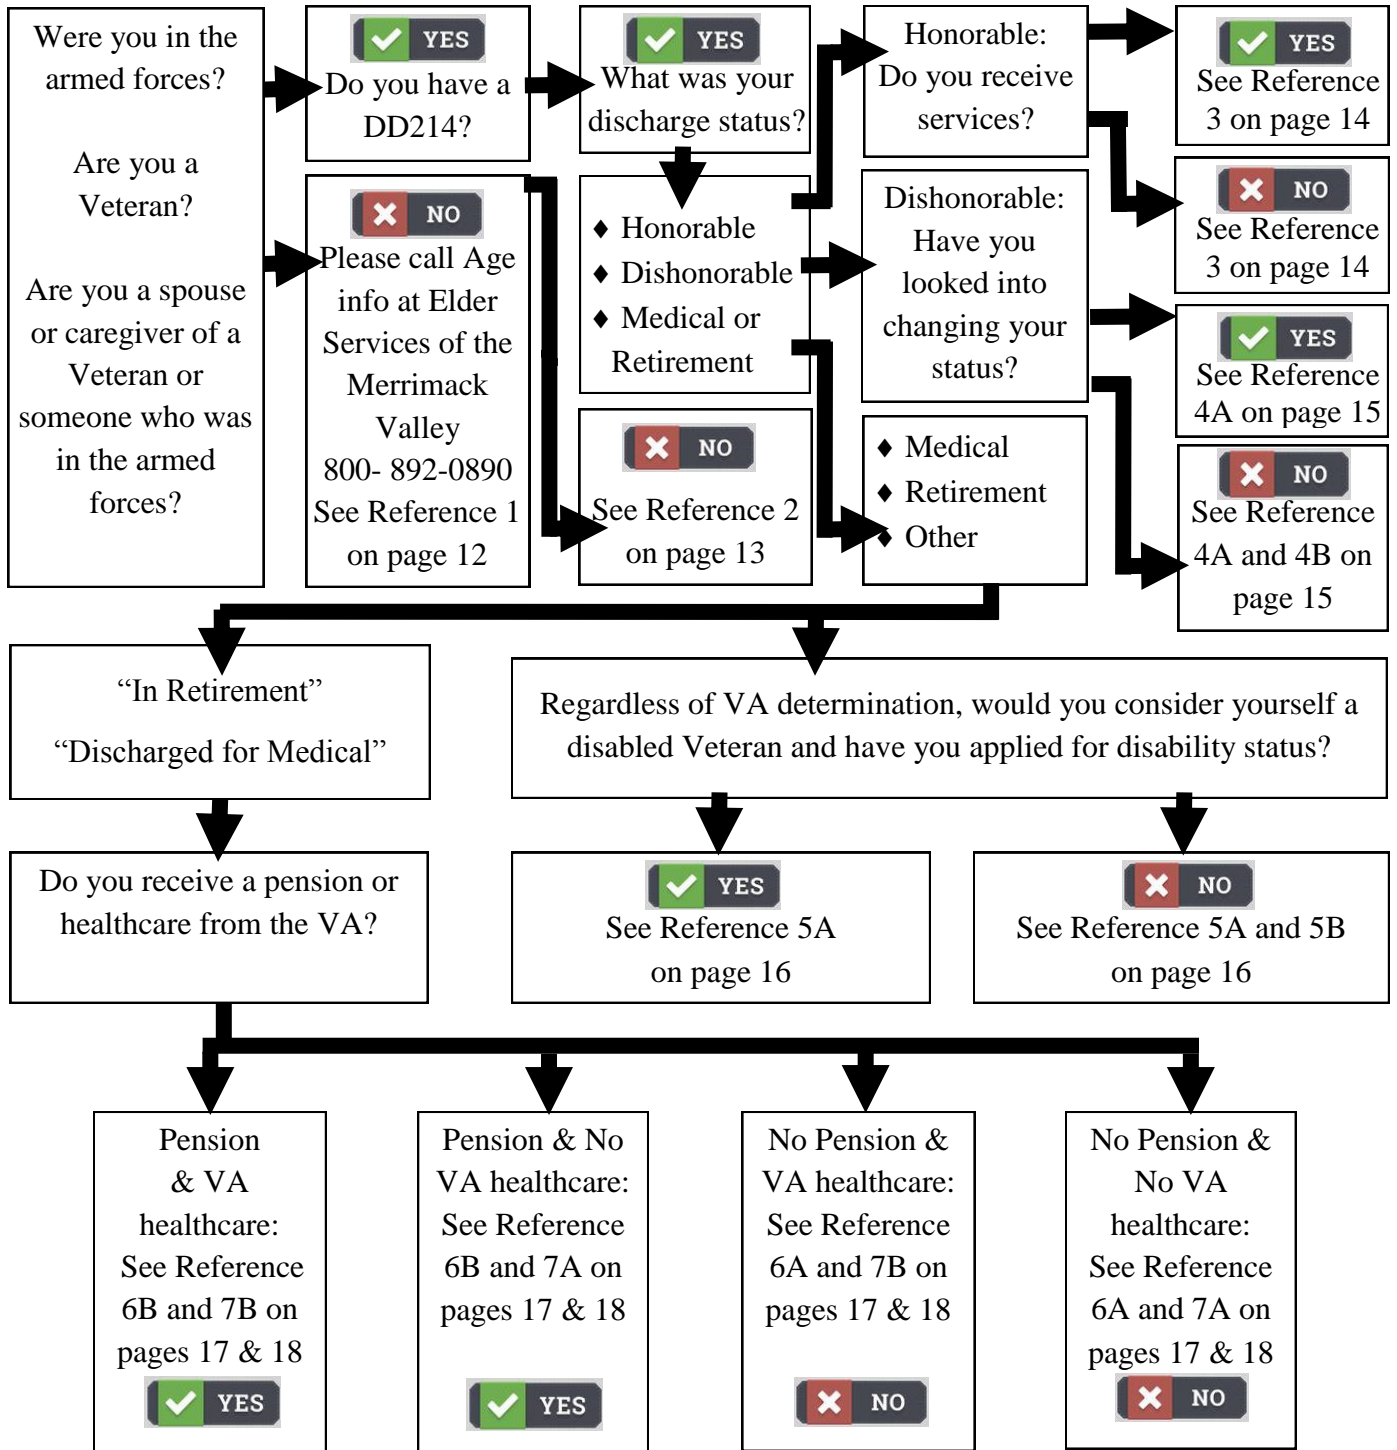 Were you in the
armed forces?
Are you a
Veteran?
Are you a spouse
or caregiver of a
Veteran or
someone who was
in the armed
forces?
YES
Do you have a
DD214?
NO
Please call Age
info at Elder
Services of the
Merrimack
Valley
800- 892-0890
See Reference 1
on page 12
YES
What was your
discharge status?
♦ Honorable
♦ Dishonorable
♦ Medical or
Retirement
NO
See Reference 2
on page 13
Honorable:
Do you receive
services?
Dishonorable:
Have you
looked into
changing your
status?
♦ Medical
♦ Retirement
♦ Other
YES
See Reference
3 on page 14
NO
See Reference
3 on page 14
YES
See Reference
4A on page 15
NO
See Reference
4A and 4B on
page 15
“In Retirement”
“Discharged for Medical”
Regardless of VA determination, would you consider yourself a
disabled Veteran and have you applied for disability status?
Do you receive a pension or
healthcare from the VA?
YES
See Reference 5A
on page 16
NO
See Reference 5A and 5B
on page 16
Pension
& VA
healthcare:
See Reference
6B and 7B on
pages 17 & 18
YES
Pension & No
VA healthcare:
See Reference
6B and 7A on
pages 17 & 18
YES
No Pension &
VA healthcare:
See Reference
6A and 7B on
pages 17 & 18
NO
No Pension &
No VA
healthcare:
See Reference
6A and 7A on
pages 17 & 18
NO